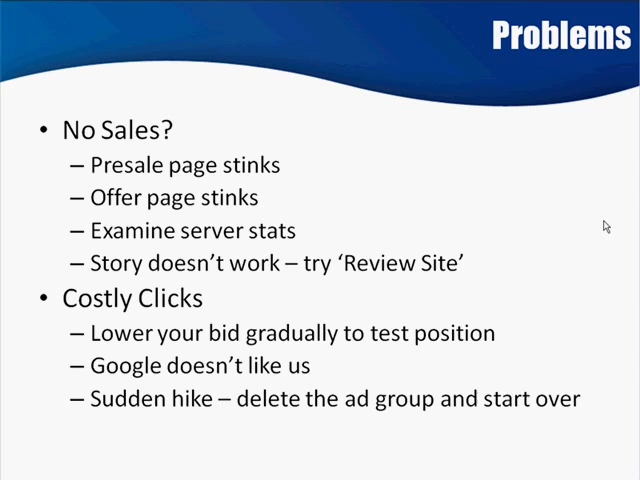 Problems
• No Sales?
– Presale page stinks
– Offer page stinks
– Examine server stats
– Story doesn’t work – try ‘Review Site’
• Costly Clicks
– Lower your bid gradually to test position
– Google doesn’t like us
– Sudden hike – delete the ad group and start over